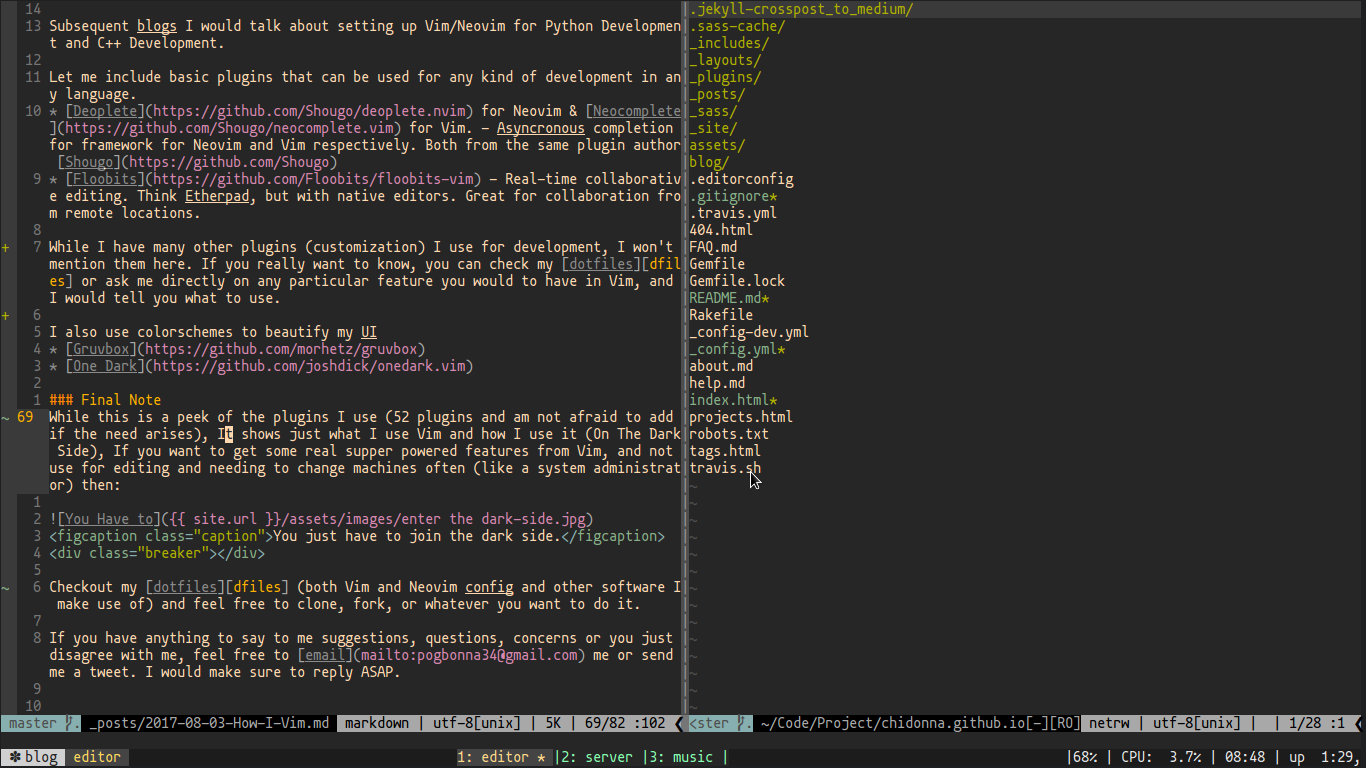 14
13 Subsequent blogs I would talk about setting up Vim/Neovim for Python Developmen
t and C++ Development.
12
11 Let me include basic plugins that can be used for any kind of development in an
y language.
10 * [Deoplete](https://github.com/Shougo/deoplete.nvim) for Neovim & [Neocomplete
](https://github.com/Shougo/neocomplete.vim) for Vim. – Asyncronous completion
for framework for Neovim and Vim respectively. Both from the same plugin author
[Shougo](https://github.com/Shougo)
9 * [Floobits](https://github.com/Floobits/floobits-vim) – Real-time collaborativ
e editing. Think Etherpad, but with native editors. Great for collaboration fro
m remote locations.
8
+ 7 While I have many other plugins (customization) I use for development, I won't
mention them here. If you really want to know, you can check my [dotfiles][dfil
es] or ask me directly on any particular feature you would to have in Vim, and
I would tell you what to use.
+ 6
5 I also use colorschemes to beautify my UI
4 * [Gruvbox](https://github.com/morhetz/gruvbox)
3 * [One Dark](https://github.com/joshdick/onedark.vim)
2
1 ### Final Note
~ 69 While this is a peek of the plugins I use (52 plugins and am not afraid to add
if the need arises), It shows just what I use Vim and how I use it (On The Dark
Side), If you want to get some real supper powered features from Vim, and not
use for editing and needing to change machines often (like a system administrat
or) then:
1
2 ![You Have to]({{ site.url }}/assets/images/enter the dark-side.jpg)
3 <figcaption class="caption">You just have to join the dark side.</figcaption>
4 <div class="breaker"></div>
5
~ 6 Checkout my [dotfiles][dfiles] (both Vim and Neovim config and other software I
make use of) and feel free to clone, fork, or whatever you want to do it.
7
8 If you have anything to say to me suggestions, questions, concerns or you just
disagree with me, feel free to [email](mailto:pogbonna34@gmail.com) me or send
me a tweet. I would make sure to reply ASAP.
9
10
.jekyll-crosspost_to_medium/
.sass-cache/
_includes/
_layouts/
_plugins/
_posts/
_sass/
_site/
assets/
blog/
.editorconfig
.gitignore*
.travis.yml
404.html
FAQ.md
Gemfile
Gemfile.lock
README.md*
Rakefile
_config-dev.yml
_config.yml*
about.md
help.md
index.html*
projects.html
robots.txt
tags.html
travis.sh
~
~
~
~
~
~
~
~
~
~
~
~
~
~
master . _posts/2017-08-03-How-I-Vim.md markdown | utf-8[unix] | 5K | 69/82 :102
<ster . ~/Code/Project/chidonna.github.io[-][RO] netrw | utf-8[unix] | | 1/28 :1
✽ blog editor 1: editor * |2: server |3: music | |68% | CPU: 3.7% | 08:48 | up 1:29,